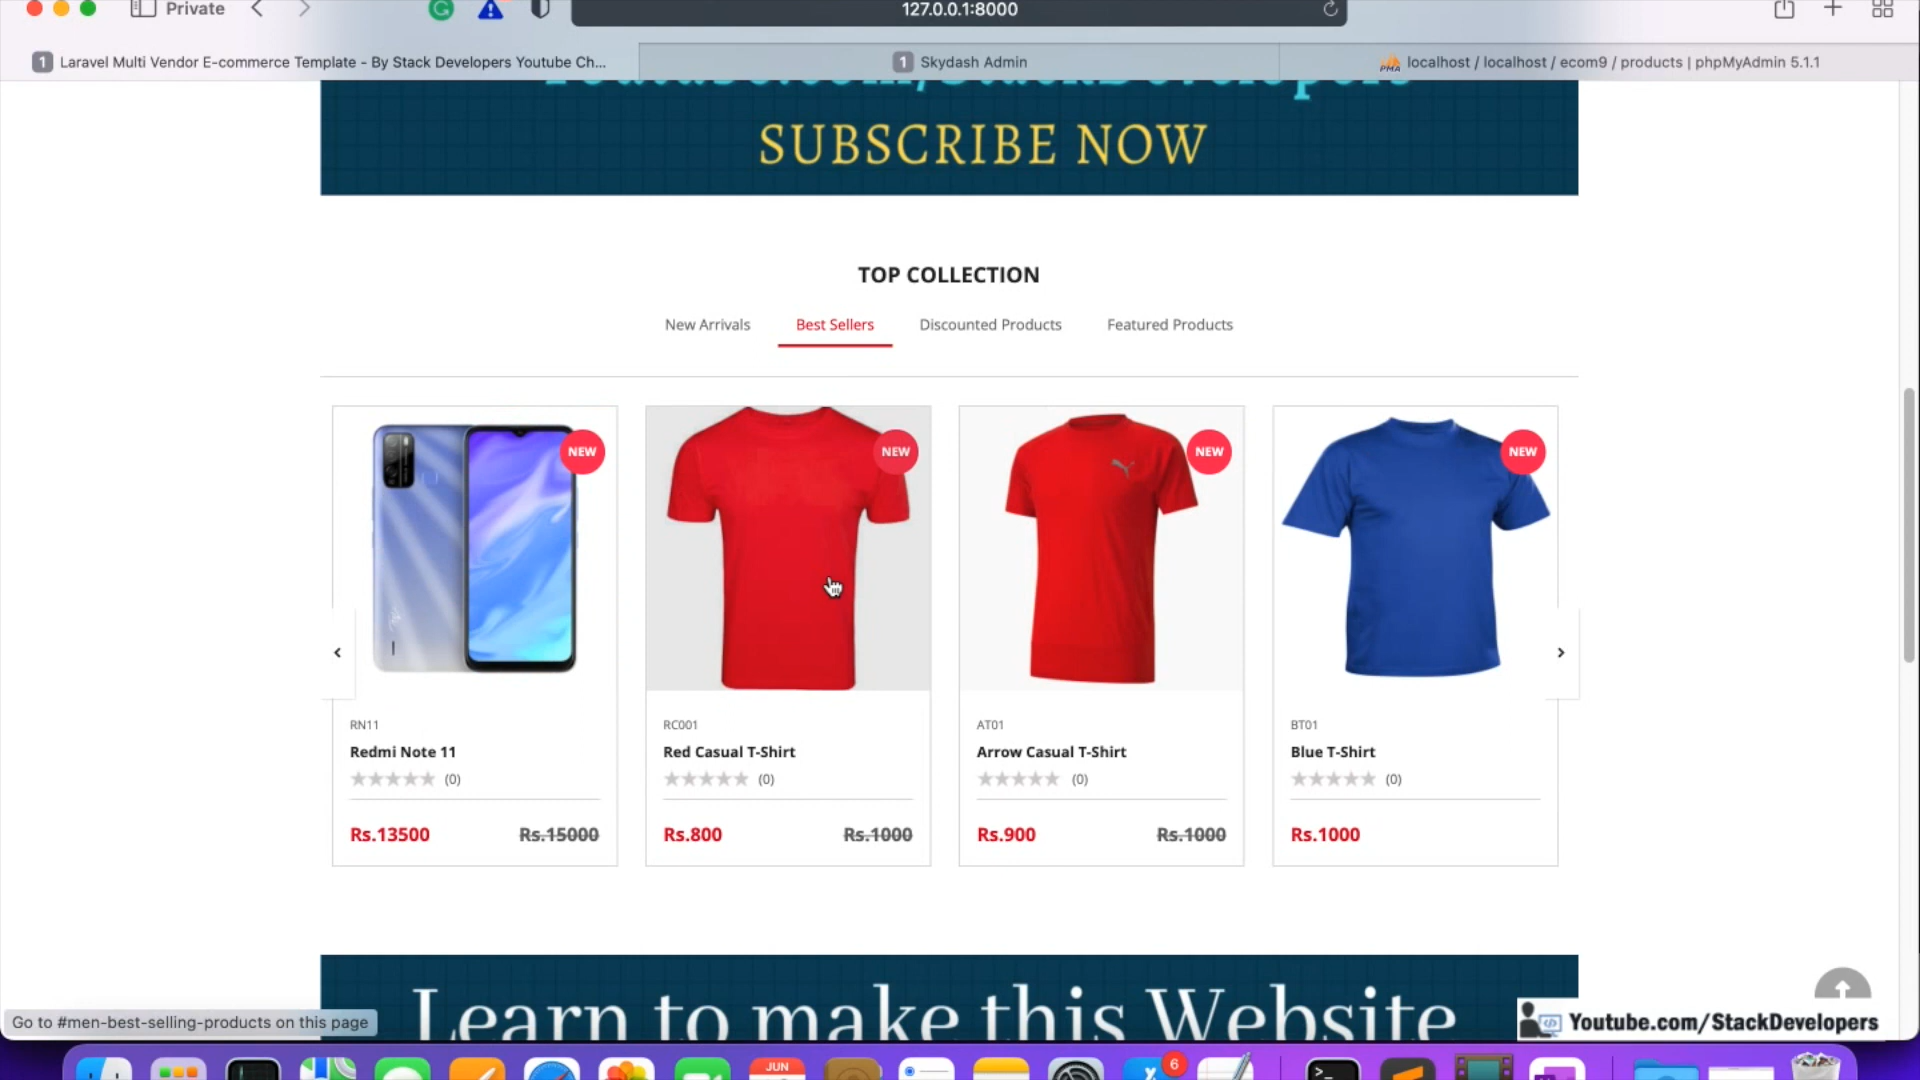 Private
127.0.0.1:8000
1 Laravel Multi Vendor E-commerce Template - By Stack Developers Youtube Ch...
1 Skydash Admin
localhost / localhost / ecom9 / products | phpMyAdmin 5.1.1
SUBSCRIBE NOW
TOP COLLECTION
New Arrivals Best Sellers Discounted Products Featured Products
NEW NEW NEW NEW
RN11
Redmi Note 11
(0)
Rs.13500 Rs.15000
RC001
Red Casual T-Shirt
(0)
Rs.800 Rs.1000
AT01
Arrow Casual T-Shirt
(0)
Rs.900 Rs.1000
BT01
Blue T-Shirt
(0)
Rs.1000
Learn to make this Website
Go to #men-best-selling-products on this page
Youtube.com/StackDevelopers
JUN
6